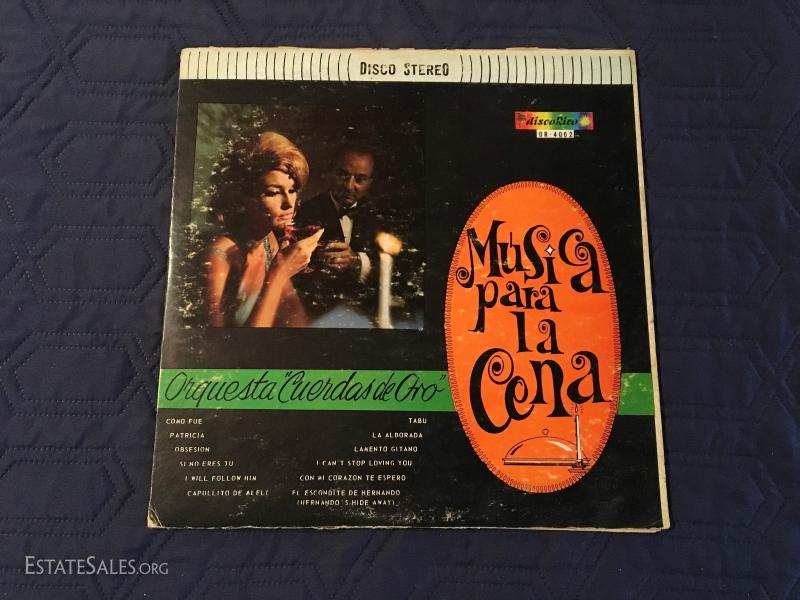 DISCO STEREO
discoRico
OR-4002
Música
para
la
Cena
Orquesta "Cuerdas de Oro"
COMO FUE
PATRICIA
OBSESION
SI NO ERES TU
I WILL FOLLOW HIM
CAPULLITO DE ALELI
TABU
LA ALBORADA
LAMENTO GITANO
I CAN'T STOP LOVING YOU
CON MI CORAZON TE ESPERO
EL ESCONDITE DE HERNANDO
(HERNANDO'S HIDE AWAY)
ESTATESALES.ORG